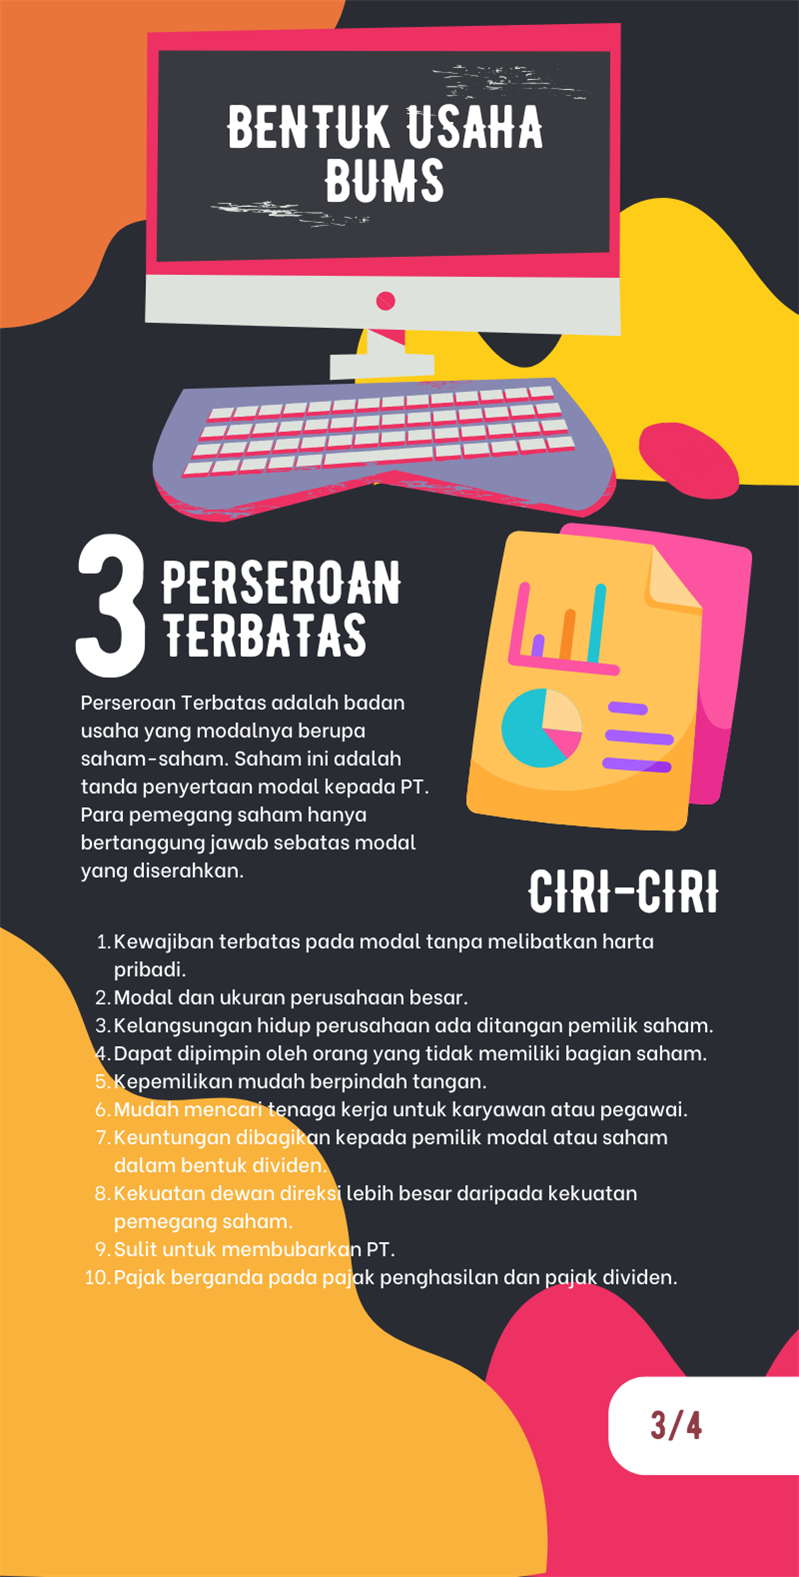 BENTUK USAHA
BUMS
3
PERSEROAN
TERBATAS
Perseroan Terbatas adalah badan
usaha yang modalnya berupa
saham-saham. Saham ini adalah
tanda penyertaan modal kepada PT.
Para pemegang saham hanya
bertanggung jawab sebatas modal
yang diserahkan.
CIRI-CIRI
1. Kewajiban terbatas pada modal tanpa melibatkan harta
pribadi.
2. Modal dan ukuran perusahaan besar.
3. Kelangsungan hidup perusahaan ada ditangan pemilik saham.
4. Dapat dipimpin oleh orang yang tidak memiliki bagian saham.
5. Kepemilikan mudah berpindah tangan.
6. Mudah mencari tenaga kerja untuk karyawan atau pegawai.
7. Keuntungan dibagikan kepada pemilik modal atau saham
dalam bentuk dividen.
8. Kekuatan dewan direksi lebih besar daripada kekuatan
pemegang saham.
9. Sulit untuk membubarkan PT.
10. Pajak berganda pada pajak penghasilan dan pajak dividen.
3/4